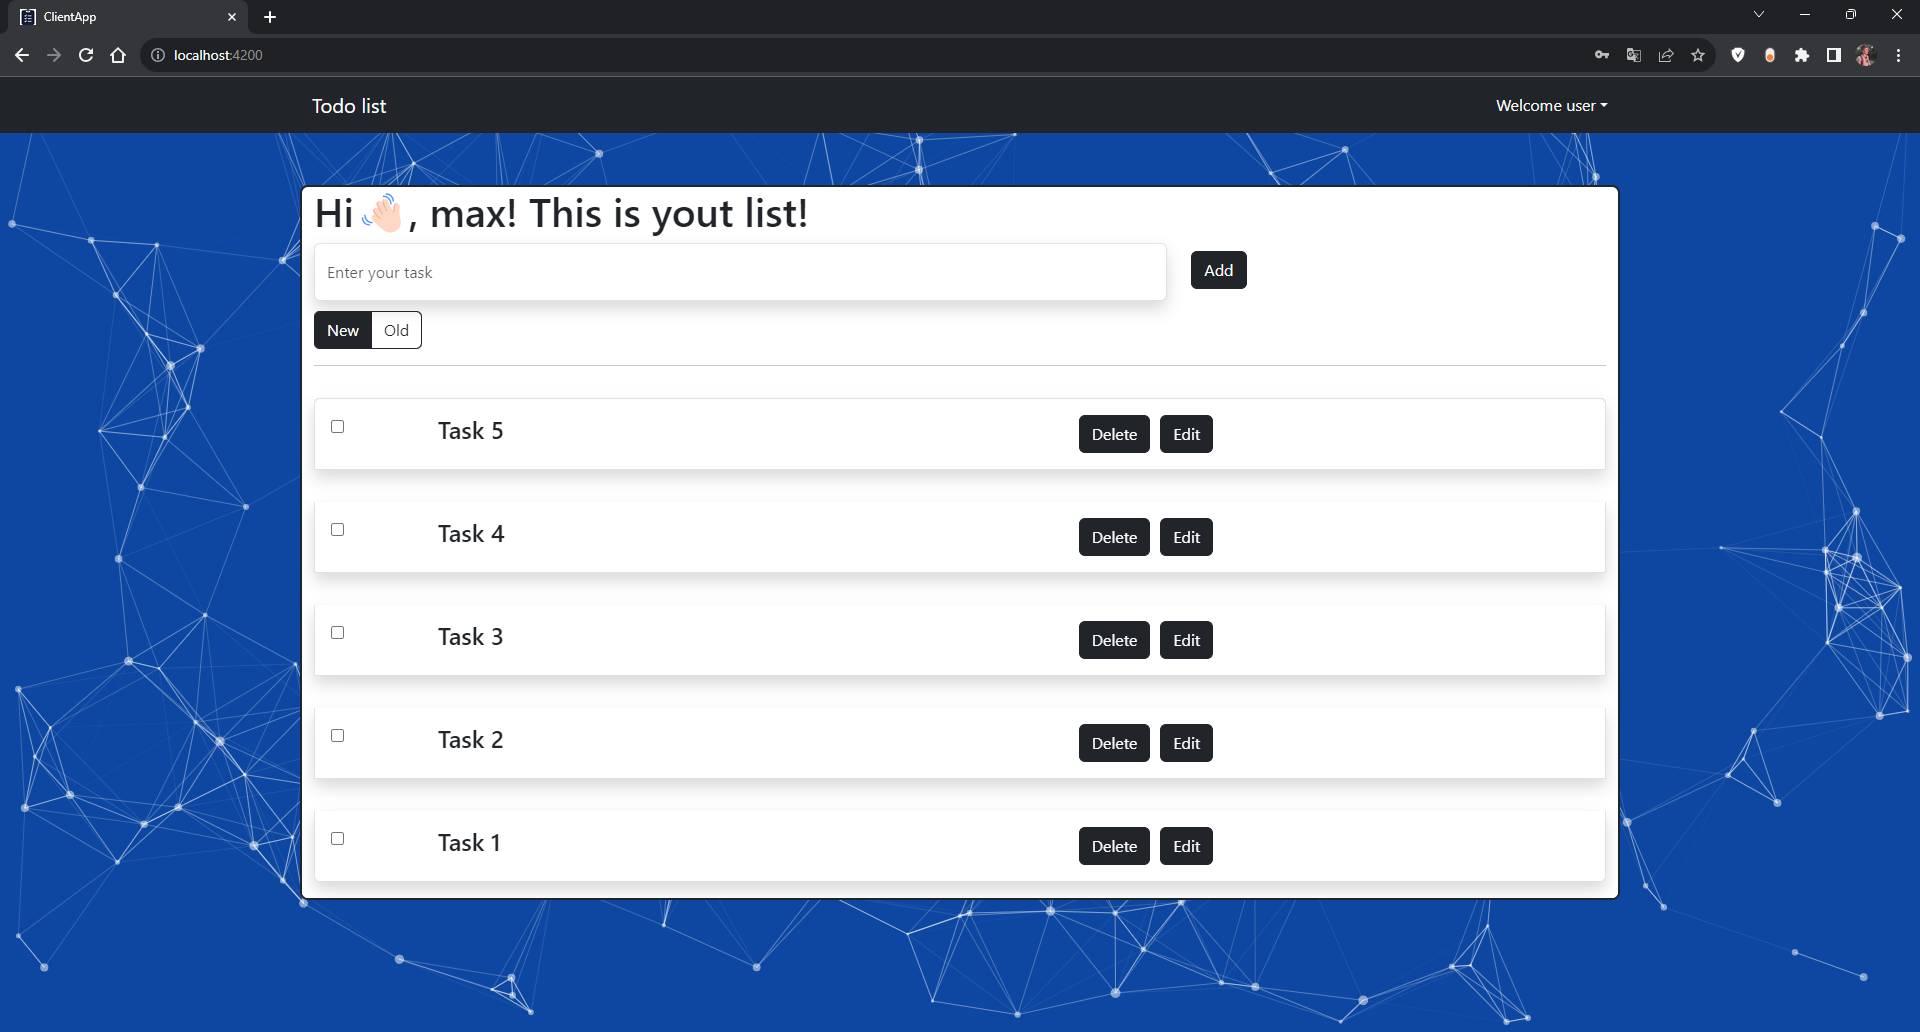 ClientApp
localhost:4200
Todo list
Welcome user
Hi 👋🏻, max! This is yout list!
Enter your task
Add
New Old
Task 5 Delete Edit
Task 4 Delete Edit
Task 3 Delete Edit
Task 2 Delete Edit
Task 1 Delete Edit